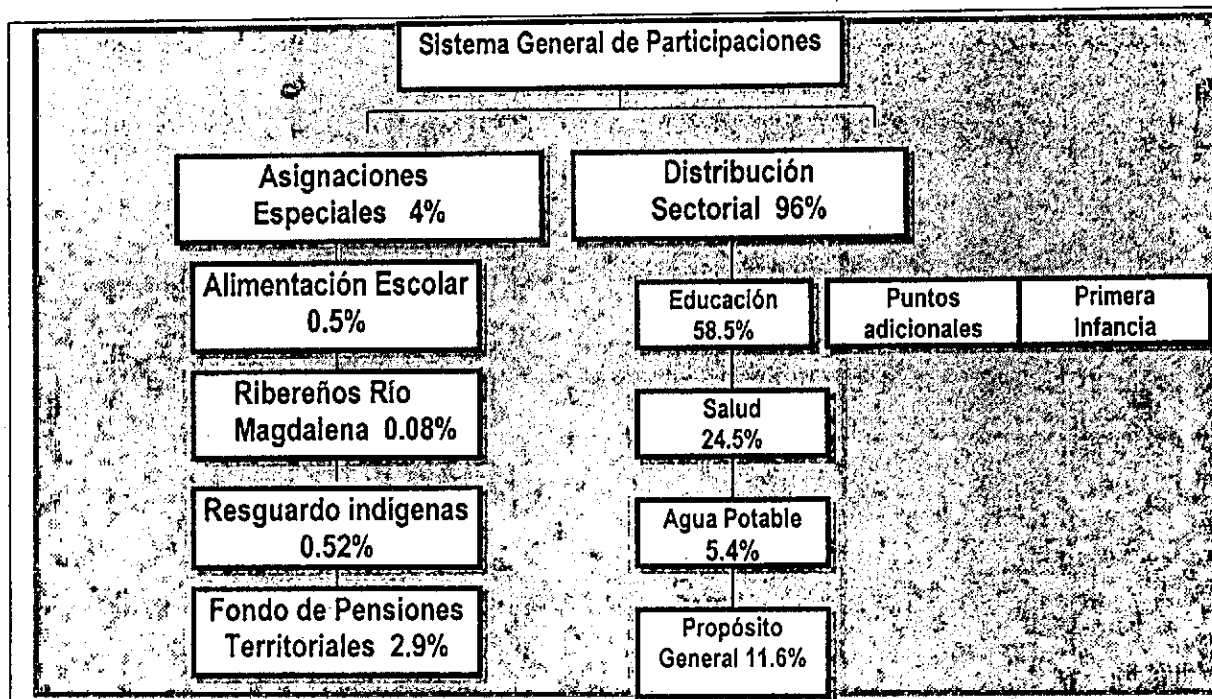 Sistema General de Participaciones
Asignaciones
Especiales 4%
Distribución
Sectorial 96%
Alimentación Escolar
0.5%
Ribereños Río
Magdalena 0.08%
Resguardo indígenas
0.52%
Fondo de Pensiones
Territoriales 2.9%
Educación
58.5%
Puntos
adicionales
Primera
Infancia
Salud
24.5%
Agua Potable
5.4%
Propósito
General 11.6%